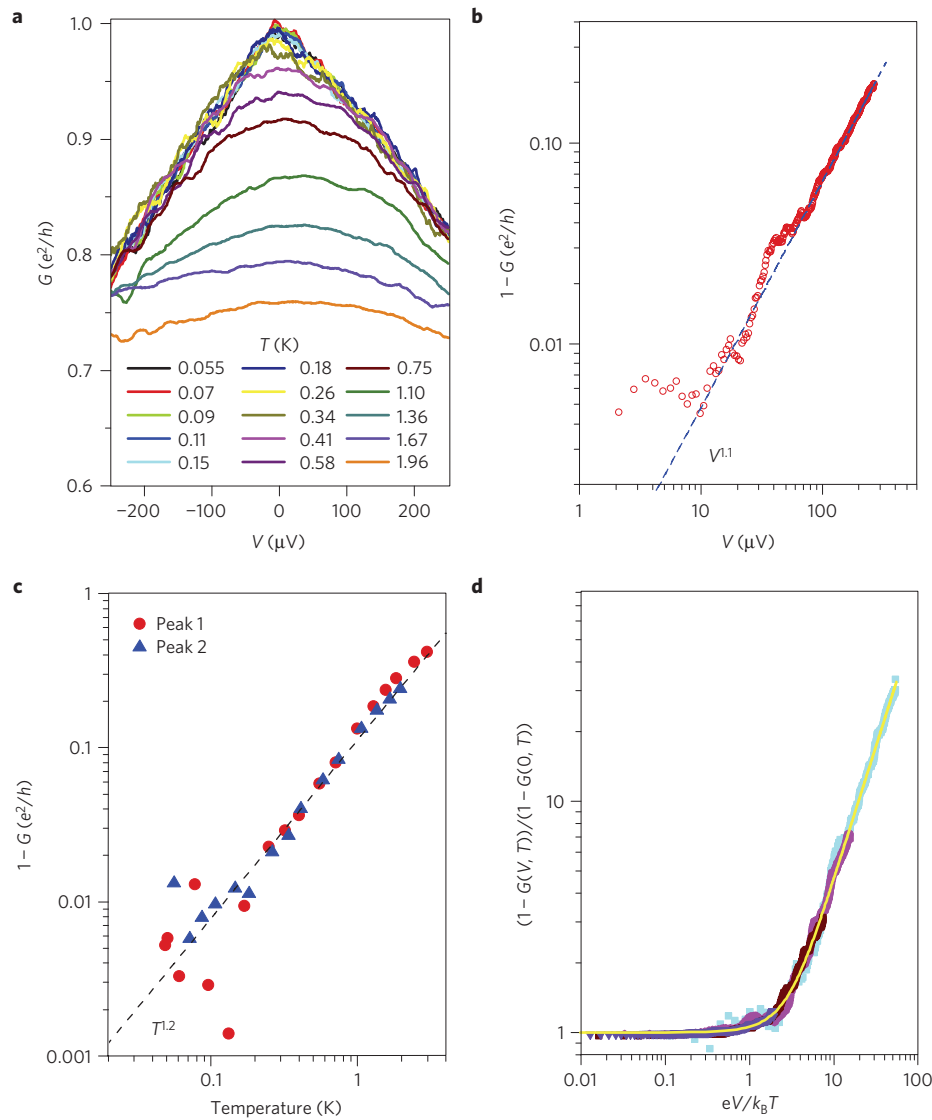 a
1.0
0.9
0.8
0.7
0.6
G (e²/h)
T (K)
0.055 0.18 0.75
0.07 0.26 1.10
0.09 0.34 1.36
0.11 0.41 1.67
0.15 0.58 1.96
−200 −100 0 100 200
V (μV)
b
0.10
0.01
1 − G (e²/h)
V¹·¹
1 10 100
V (μV)
c
1
0.1
0.01
0.001
1 − G (e²/h)
Peak 1
Peak 2
T¹·²
0.1 1
Temperature (K)
d
10
1
(1 − G(V, T))/(1 − G(0, T))
0.01 0.1 1 10 100
eV/k_BT